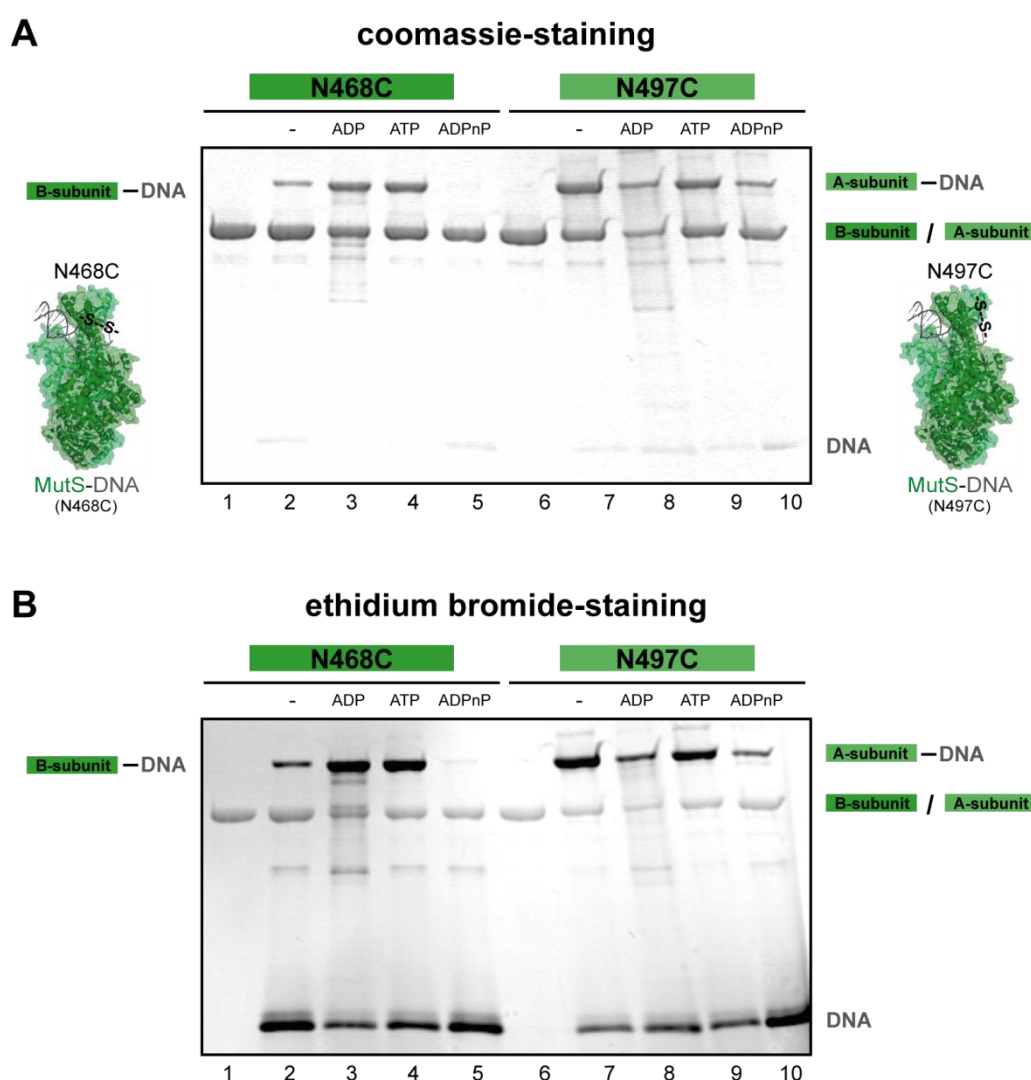 A
coomassie-staining
N468C N497C
- ADP ATP ADPnP - ADP ATP ADPnP
B-subunit –DNA
A-subunit –DNA
B-subunit / A-subunit
N468C
N497C
-S--S-
-S--S-
DNA
MutS-DNA
(N468C)
MutS-DNA
(N497C)
1 2 3 4 5 6 7 8 9 10
B
ethidium bromide-staining
N468C N497C
- ADP ATP ADPnP - ADP ATP ADPnP
B-subunit –DNA
A-subunit –DNA
B-subunit / A-subunit
DNA
1 2 3 4 5 6 7 8 9 10